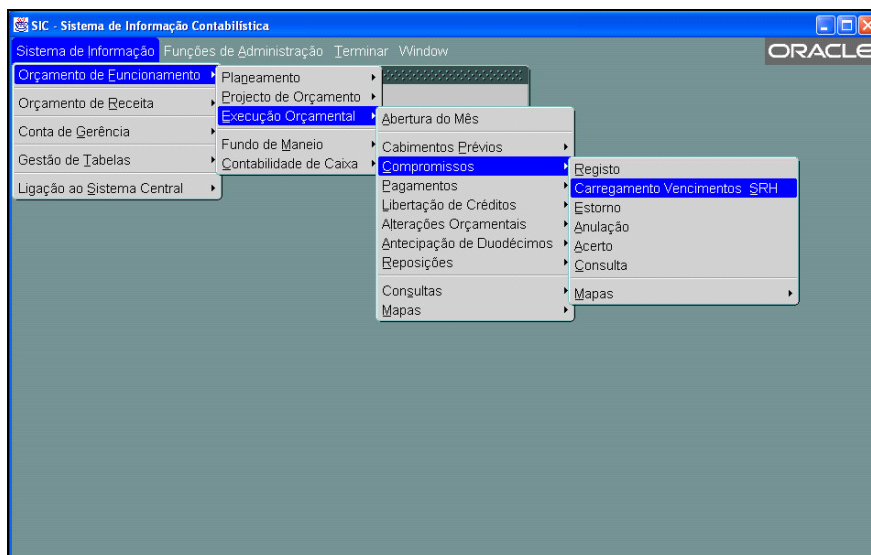 SIC - Sistema de Informação Contabilística
Sistema de Informação Funções de Administração Terminar Window
ORACLE
Orçamento de Funcionamento
Orçamento de Receita
Conta de Gerência
Gestão de Tabelas
Ligação ao Sistema Central
Planeamento
Projecto de Orçamento
Execução Orçamental
Fundo de Maneio
Contabilidade de Caixa
Abertura do Mês
Cabimentos Prévios
Compromissos
Pagamentos
Libertação de Créditos
Alterações Orçamentais
Antecipação de Duodécimos
Reposições
Consultas
Mapas
Registo
Carregamento Vencimentos SRH
Estorno
Anulação
Acerto
Consulta
Mapas